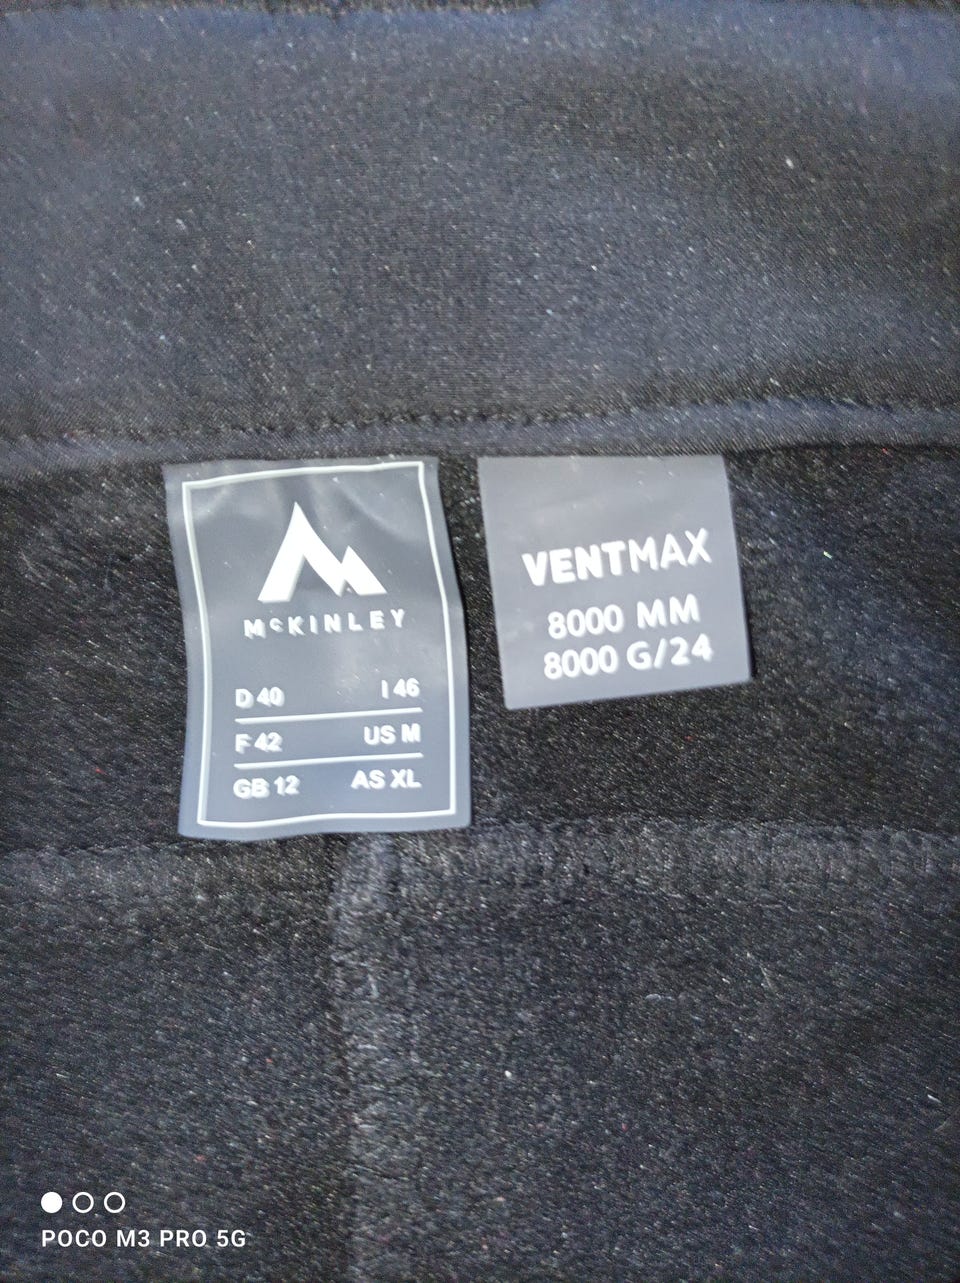 McKINLEY
D 40 I 46
F 42 US M
GB 12 AS XL
VENTMAX
8000 MM
8000 G/24
POCO M3 PRO 5G